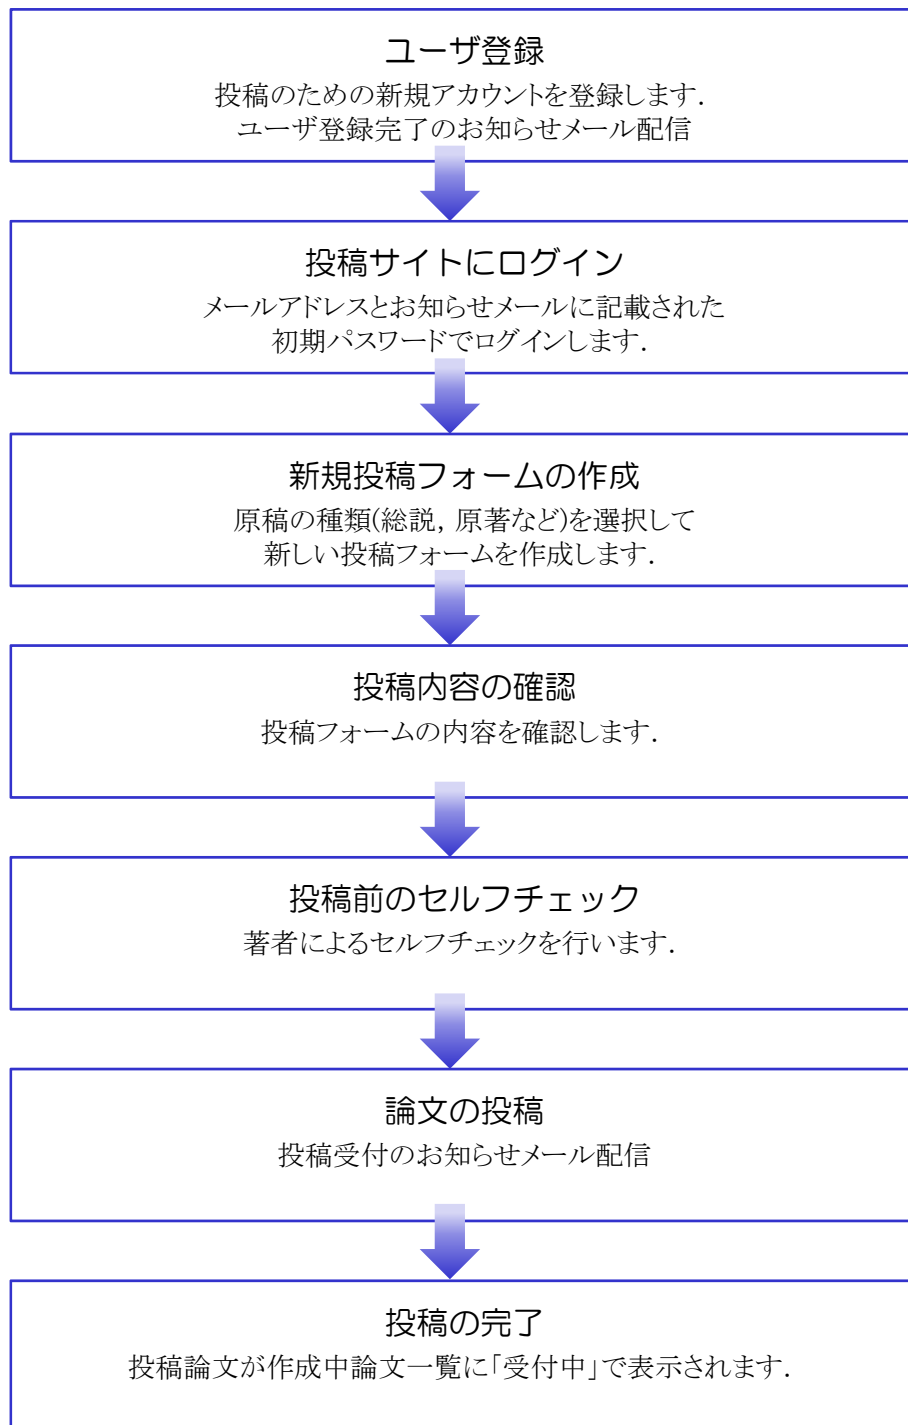 ユーザ登録
投稿のための新規アカウントを登録します.
ユーザ登録完了のお知らせメール配信
投稿サイトにログイン
メールアドレスとお知らせメールに記載された
初期パスワードでログインします.
新規投稿フォームの作成
原稿の種類(総説, 原著など)を選択して
新しい投稿フォームを作成します.
投稿内容の確認
投稿フォームの内容を確認します.
投稿前のセルフチェック
著者によるセルフチェックを行います.
論文の投稿
投稿受付のお知らせメール配信
投稿の完了
投稿論文が作成中論文一覧に「受付中」で表示されます.